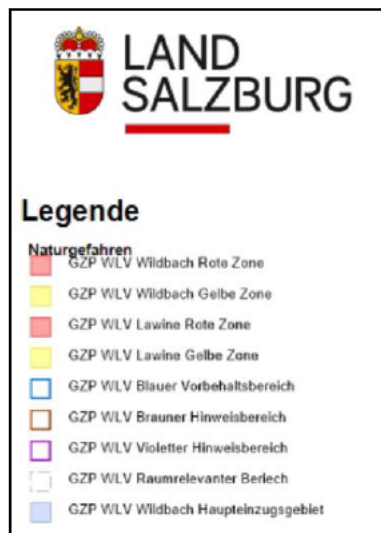 LAND
SALZBURG
Legende
Naturgefahren
GZP WLV Wildbach Rote Zone
GZP WLV Wildbach Gelbe Zone
GZP WLV Lawine Rote Zone
GZP WLV Lawine Gelbe Zone
GZP WLV Blauer Vorbehaltsbereich
GZP WLV Brauner Hinweisbereich
GZP WLV Violetter Hinweisbereich
GZP WLV Raumrelevanter Beriech
GZP WLV Wildbach Haupteinzugsgebiet